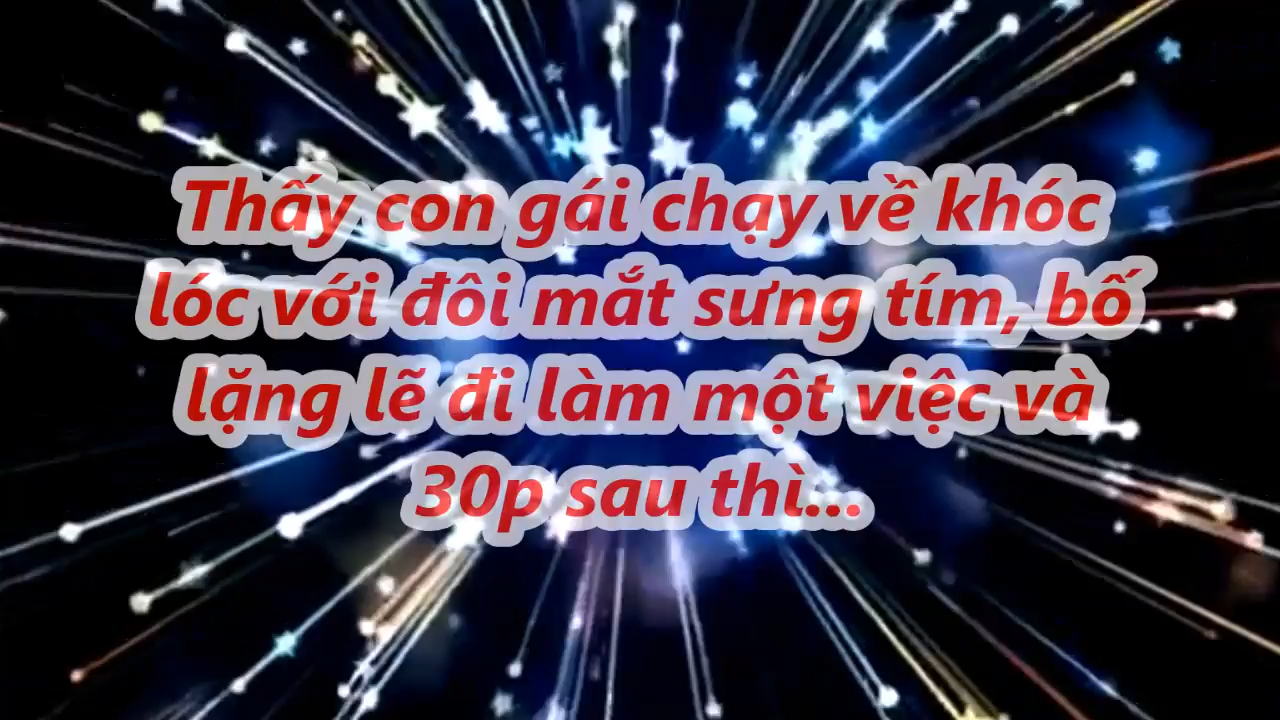 Thấy con gái chạy về khóc
lóc với đôi mắt sưng tím, bố
lặng lẽ đi làm một việc và
30p sau thì...